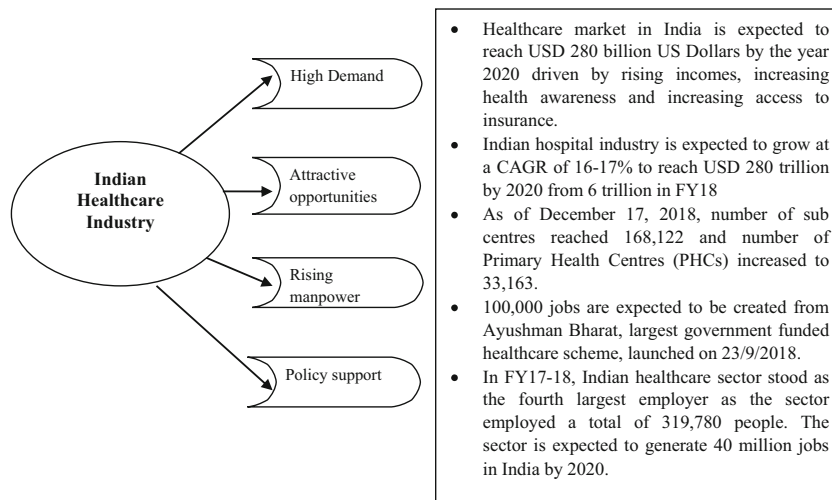 High Demand
Indian
Healthcare
Industry
Attractive
opportunities
Rising
manpower
Policy support
• Healthcare market in India is expected to
reach USD 280 billion US Dollars by the year
2020 driven by rising incomes, increasing
health awareness and increasing access to
insurance.
• Indian hospital industry is expected to grow at
a CAGR of 16-17% to reach USD 280 trillion
by 2020 from 6 trillion in FY18
• As of December 17, 2018, number of sub
centres reached 168,122 and number of
Primary Health Centres (PHCs) increased to
33,163.
• 100,000 jobs are expected to be created from
Ayushman Bharat, largest government funded
healthcare scheme, launched on 23/9/2018.
• In FY17-18, Indian healthcare sector stood as
the fourth largest employer as the sector
employed a total of 319,780 people. The
sector is expected to generate 40 million jobs
in India by 2020.